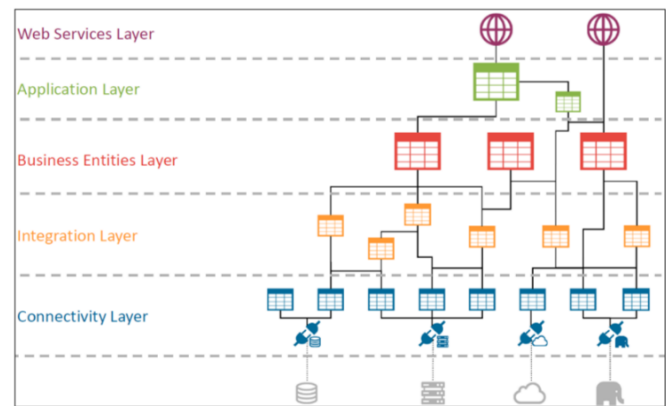 Web Services Layer
Application Layer
Business Entities Layer
Integration Layer
Connectivity Layer